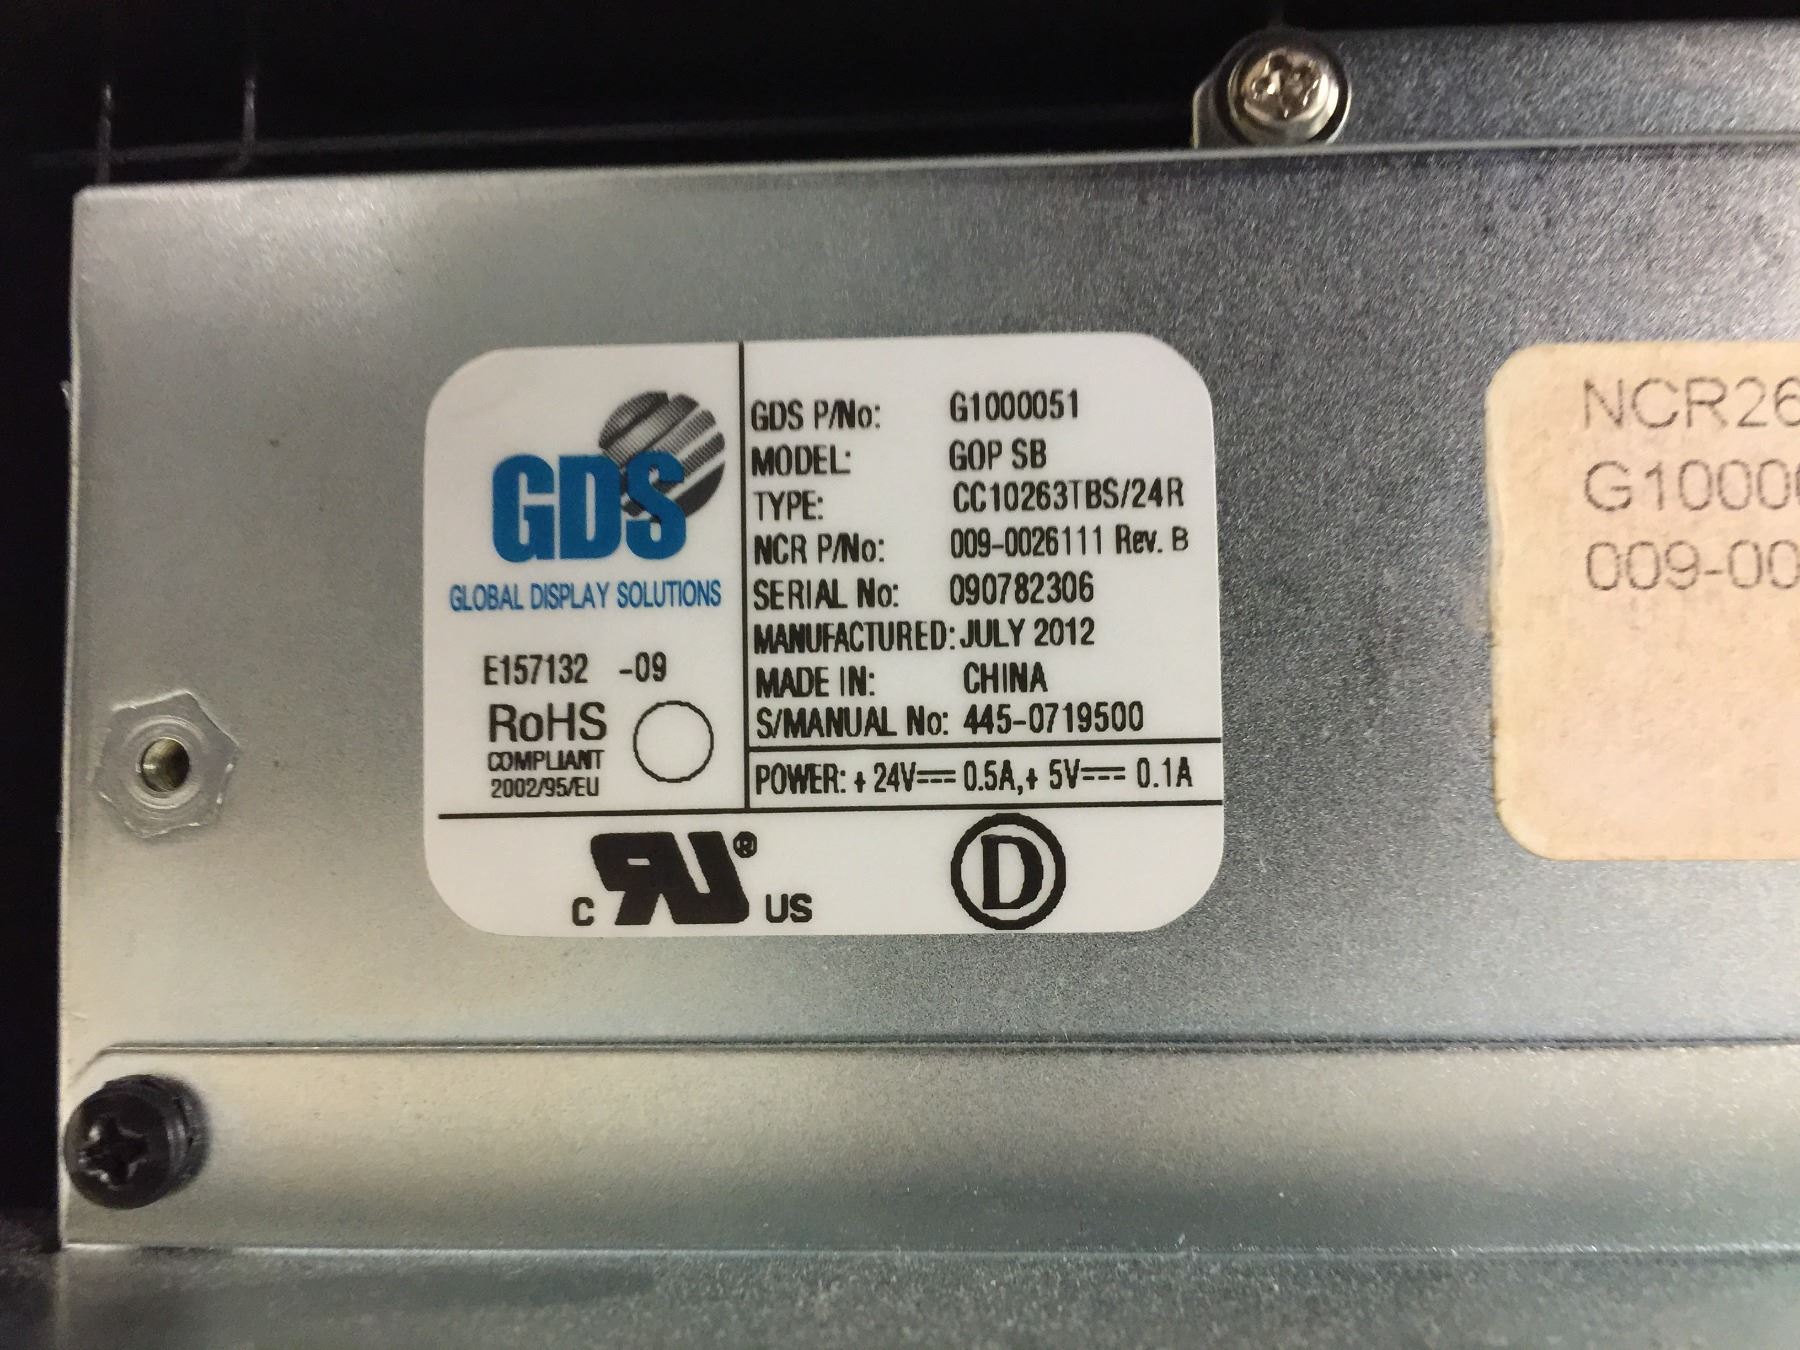 GDS
GLOBAL DISPLAY SOLUTIONS
E157132 -09
RoHS
COMPLIANT
2002/95/EU
GDS P/No: G1000051
MODEL: GOP SB
TYPE: CC10263TBS/24R
NCR P/No: 009-0026111 Rev. B
SERIAL No: 090782306
MANUFACTURED: JULY 2012
MADE IN: CHINA
S/MANUAL No: 445-0719500
POWER: + 24V⎓ 0.5A,+ 5V⎓ 0.1A
C RU® US
D
NCR26
G1000
009-00